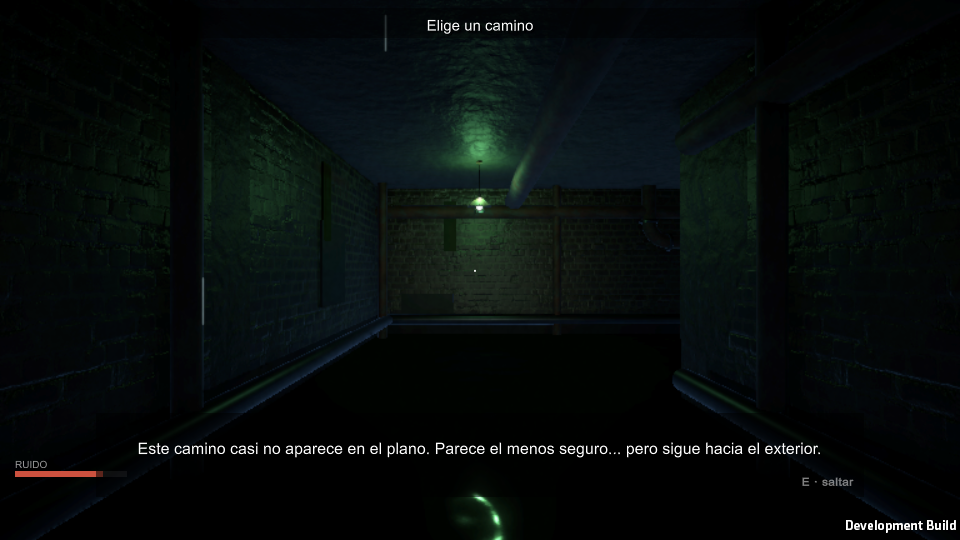 Elige un camino
Este camino casi no aparece en el plano. Parece el menos seguro... pero sigue hacia el exterior.
RUIDO
E · saltar
Development Build